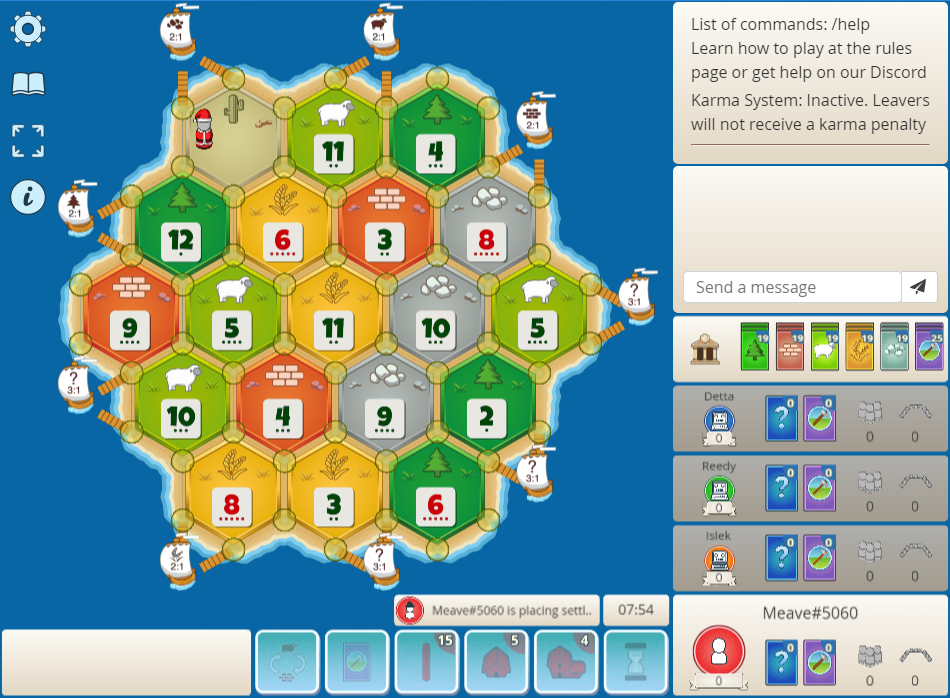 2:1
2:1
List of commands: /help
Learn how to play at the rules
page or get help on our Discord
Karma System: Inactive. Leavers
will not receive a karma penalty
2:1
11
4
2:1
12
6
3
8
?
3:1
Send a message
9
5
11
10
5
19 19 19 19 19 25
?
3:1
10
4
9
2
Detta
0
? 0 0
0 0
Reedy
0
? 0 0
0 0
?
3:1
8
3
6
Islek
0
? 0 0
0 0
2:1
?
3:1
Meave#5060 is placing settl..
07:54
Meave#5060
15
5
4
0
? 0 0
0 0
i